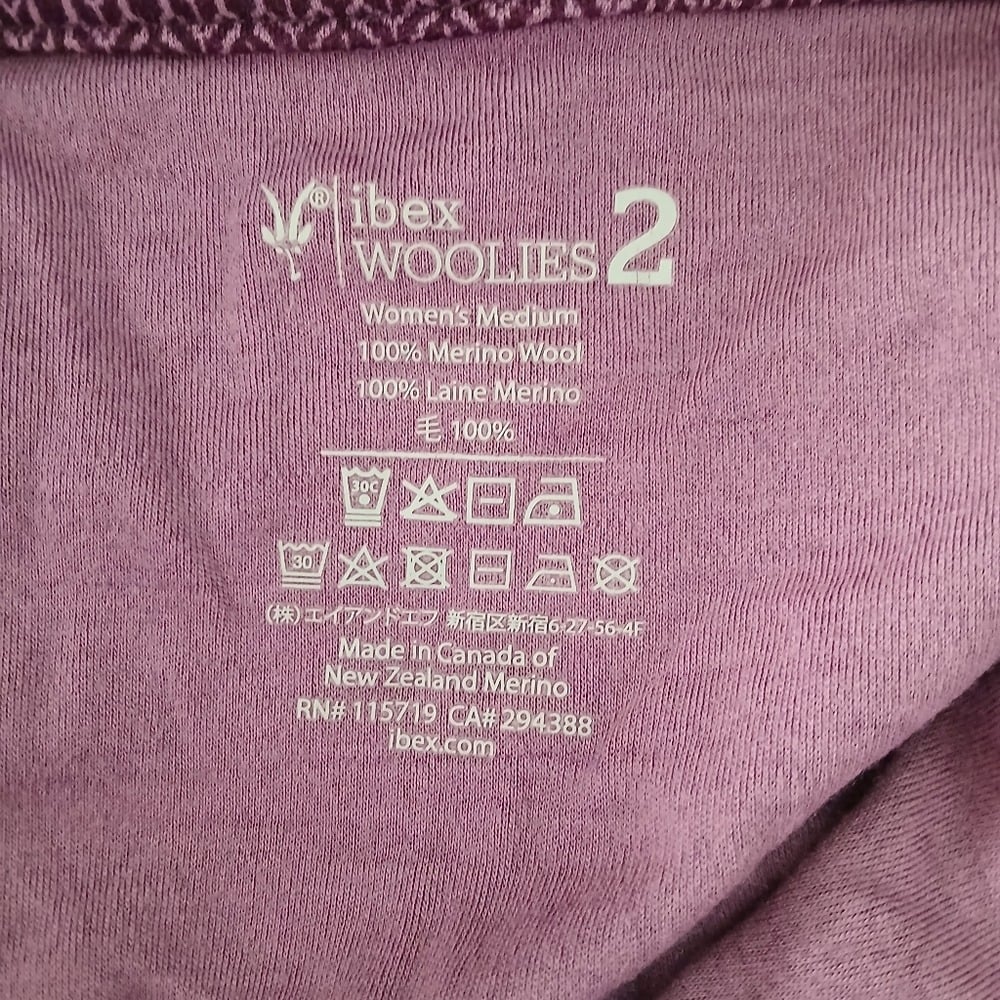 ® ibex
WOOLIES 2
Women's Medium
100% Merino Wool
100% Laine Merino
毛 100%
30C
30
(株)エイアンドエフ 新宿区新宿6-27-56-4F
Made in Canada of
New Zealand Merino
RN# 115719 CA# 294388
ibex.com